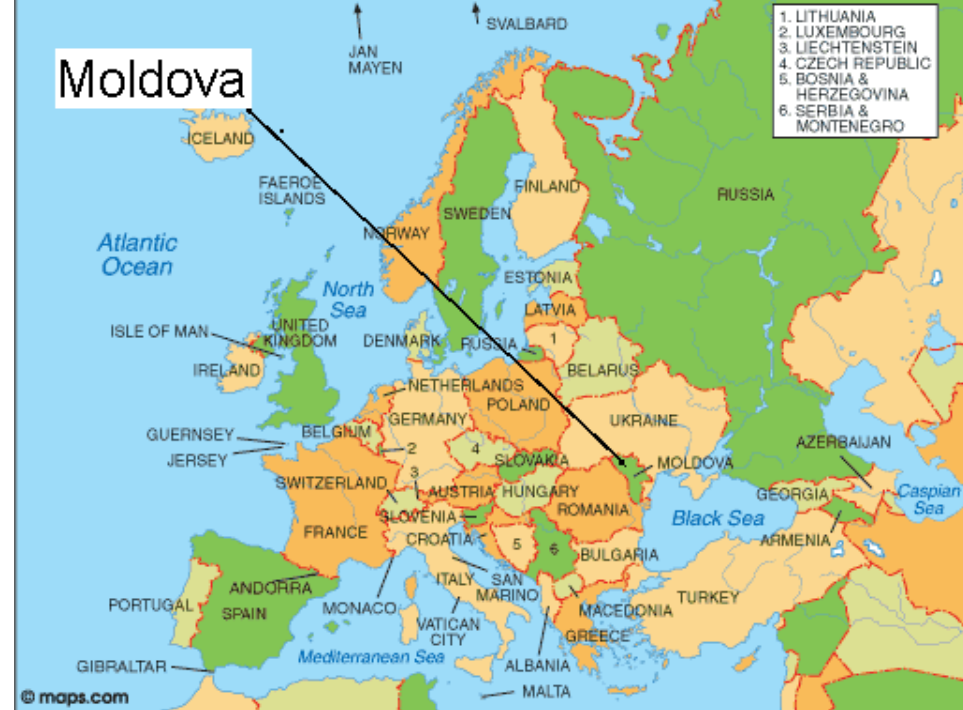 SVALBARD
JAN
MAYEN
1. LITHUANIA
2. LUXEMBOURG
3. LIECHTENSTEIN
4. CZECH REPUBLIC
5. BOSNIA &
HERZEGOVINA
6. SERBIA &
MONTENEGRO
Moldova
ICELAND
FAEROE
ISLANDS
FINLAND
RUSSIA
SWEDEN
NORWAY
Atlantic
Ocean
ESTONIA
North
Sea
LATVIA
ISLE OF MAN
UNITED
KINGDOM
DENMARK
RUSSIA
1
IRELAND
BELARUS
NETHERLANDS
POLAND
GERMANY
UKRAINE
GUERNSEY
BELGIUM
2
JERSEY
4
SLOVAKIA
MOLDOVA
AZERBAIJAN
3
SWITZERLAND
AUSTRIA
HUNGARY
GEORGIA
Caspian
Sea
ROMANIA
SLOVENIA
Black Sea
FRANCE
CROATIA
5
6
ARMENIA
BULGARIA
ANDORRA
ITALY
SAN
MARINO
TURKEY
PORTUGAL
SPAIN
MONACO
VATICAN
CITY
MACEDONIA
GREECE
Mediterranean Sea
GIBRALTAR
ALBANIA
MALTA
© maps.com